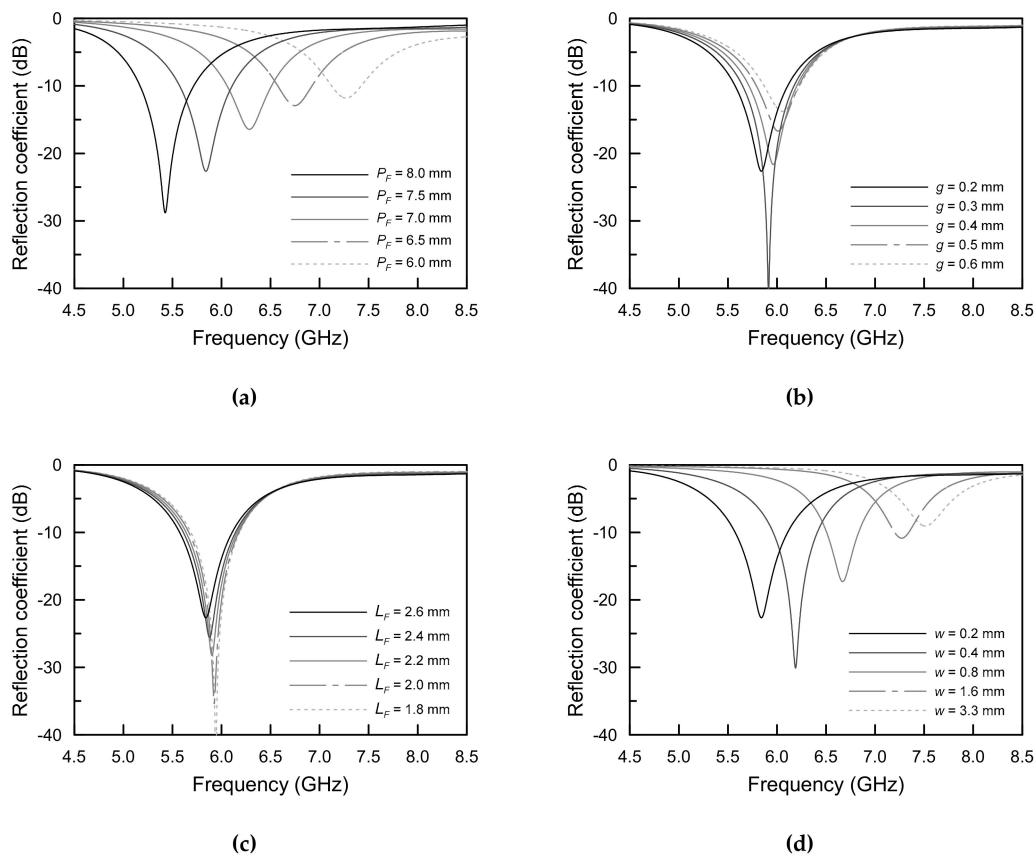 Reflection coefficient (dB)
0
-10
-20
-30
-40
P_F = 8.0 mm
P_F = 7.5 mm
P_F = 7.0 mm
P_F = 6.5 mm
P_F = 6.0 mm
4.5 5.0 5.5 6.0 6.5 7.0 7.5 8.0 8.5
Frequency (GHz)
(a)
Reflection coefficient (dB)
0
-10
-20
-30
-40
g = 0.2 mm
g = 0.3 mm
g = 0.4 mm
g = 0.5 mm
g = 0.6 mm
4.5 5.0 5.5 6.0 6.5 7.0 7.5 8.0 8.5
Frequency (GHz)
(b)
Reflection coefficient (dB)
0
-10
-20
-30
-40
L_F = 2.6 mm
L_F = 2.4 mm
L_F = 2.2 mm
L_F = 2.0 mm
L_F = 1.8 mm
4.5 5.0 5.5 6.0 6.5 7.0 7.5 8.0 8.5
Frequency (GHz)
(c)
Reflection coefficient (dB)
0
-10
-20
-30
-40
w = 0.2 mm
w = 0.4 mm
w = 0.8 mm
w = 1.6 mm
w = 3.3 mm
4.5 5.0 5.5 6.0 6.5 7.0 7.5 8.0 8.5
Frequency (GHz)
(d)